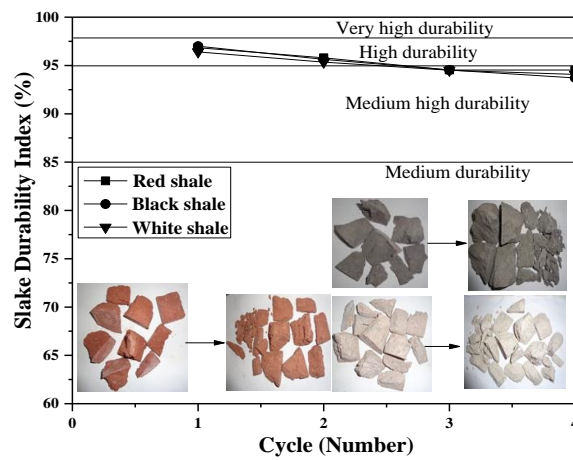 100
Very high durability
High durability
95
Medium high durability
90
85
Medium durability
Red shale
Black shale
White shale
80
75
70
65
60
0
1
2
3
4
Slake Durability Index (%)
Cycle (Number)